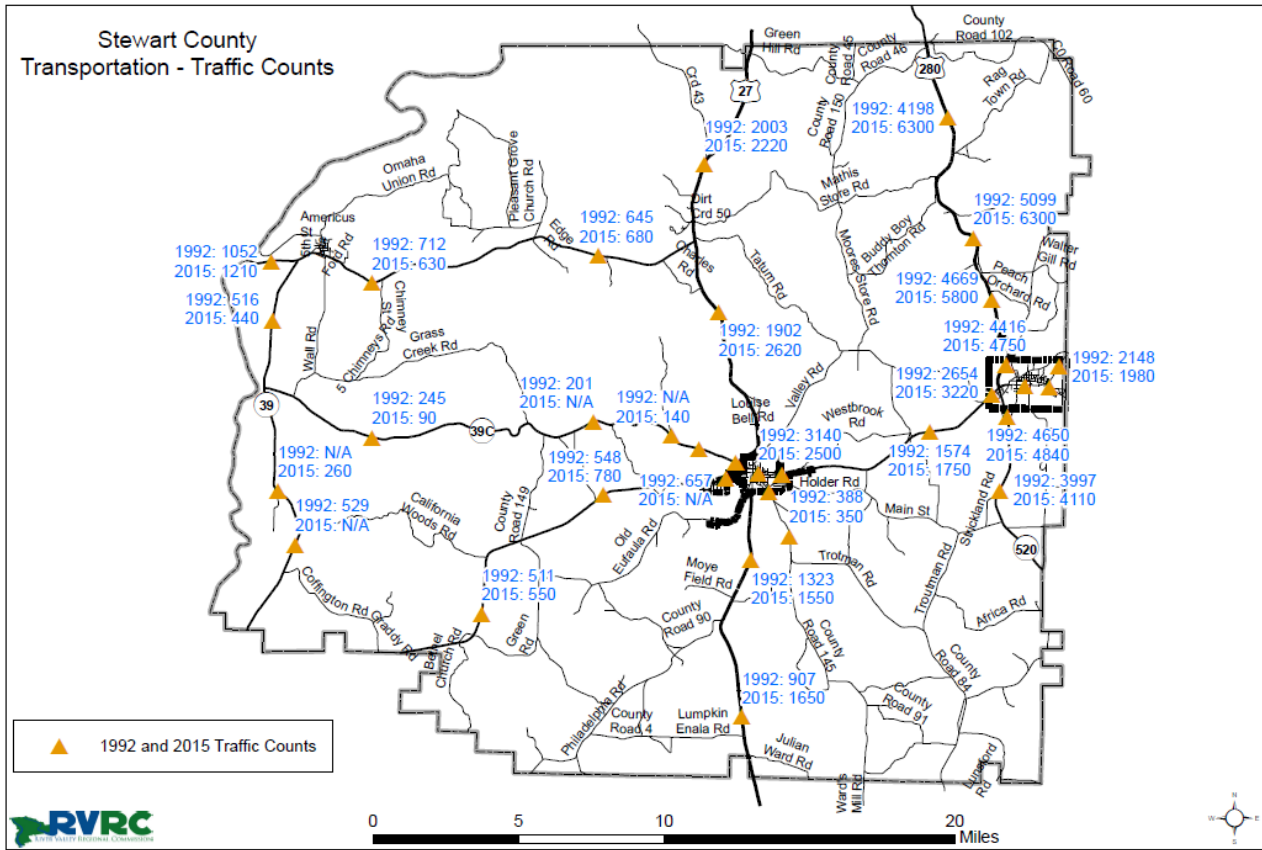 Stewart County
Transportation - Traffic Counts
Green
Hill Rd
County
Road 45
County
Road 46
County
Road 102
Co Road 60
280
27
Crd 43
Rag
Town Rd
County
Road 150
1992: 4198
2015: 6300
1992: 2003
2015: 2220
Omaha
Union Rd
Pleasant Grove
Church Rd
Mathis
Store Rd
Dirt
Crd 50
Americus
5th St
Ford Rd
1992: 645
2015: 680
Edge
Rd
Charles
Rd
Buddy Boy
Thornton Rd
Moores Store Rd
1992: 5099
2015: 6300
Walter
Gill Rd
1992: 1052
2015: 1210
1992: 712
2015: 630
Tatum Rd
1992: 4669
2015: 5800
Peach
Orchard Rd
1992: 516
2015: 440
Chimney
St
5 Chimneys Rd
Wall Rd
Grass
Creek Rd
1992: 1902
2015: 2620
1992: 4416
2015: 4750
1992: 2148
2015: 1980
39
1992: 245
2015: 90
39C
1992: 201
2015: N/A
1992: N/A
2015: 140
Louise
Bell Rd
Valley Rd
Westbrook
Rd
1992: 2654
2015: 3220
1992: N/A
2015: 260
1992: 548
2015: 780
1992: 657
2015: N/A
1992: 3140
2015: 2500
1992: 1574
2015: 1750
1992: 4650
2015: 4840
Holder Rd
1992: 388
2015: 350
Main St
Strickland Rd
1992: 3997
2015: 4110
1992: 529
2015: N/A
California
Woods Rd
County
Road 149
Old
Eufaula Rd
520
Moye
Field Rd
Trotman Rd
Troutman Rd
1992: 511
2015: 550
1992: 1323
2015: 1550
Coffington Rd
Graddy
Rd
Bethel
Church Rd
Green
Rd
County
Road 90
County
Road 145
Africa Rd
County
Road 84
1992: 907
2015: 1650
Philadelphia Rd
County
Road 4
Lumpkin
Enala Rd
Julian
Ward Rd
County
Road 91
Ward's
Mill Rd
Lunsford
Rd
1992 and 2015 Traffic Counts
RVRC
RIVER VALLEY REGIONAL COMMISSION
0
5
10
20
Miles
N
W
E
S